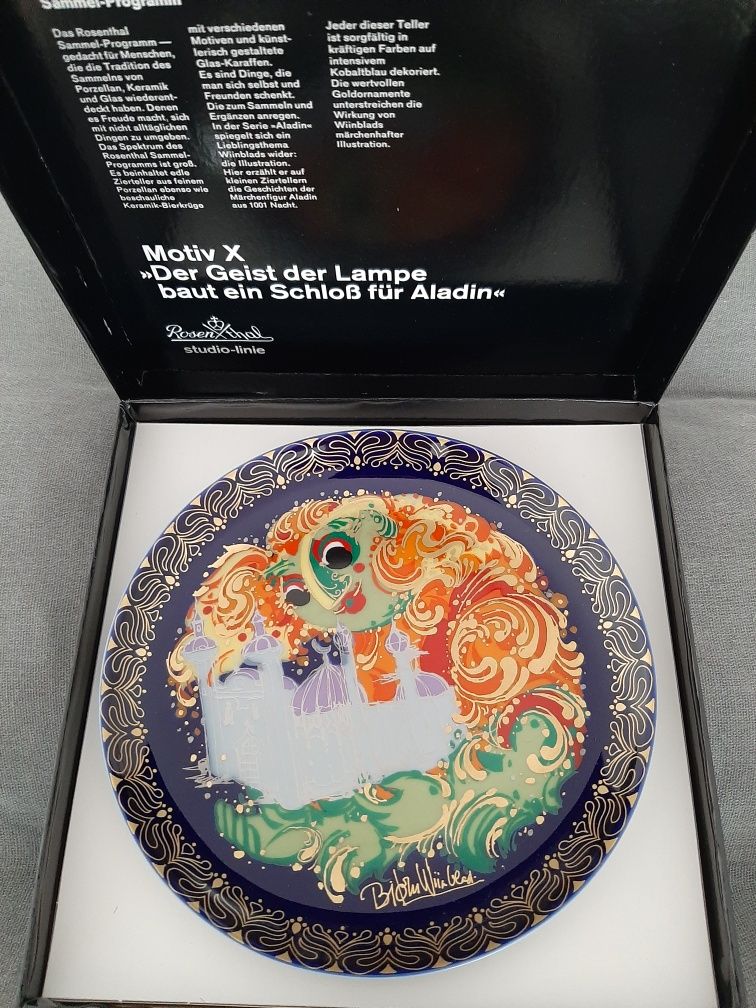 Sammel-Programm
Das Rosenthal
Sammel-Programm —
gedacht für Menschen,
die die Tradition des
Sammelns von
Porzellan, Keramik
und Glas wiederent-
deckt haben. Denen
es Freude macht, sich
mit nicht alltäglichen
Dingen zu umgeben.
Das Spektrum des
Rosenthal Sammel-
Programms ist groß.
Es beinhaltet edle
Zierteller aus feinem
Porzellan ebenso wie
beschauliche
Keramik-Bierkrüge
mit verschiedenen
Motiven und künst-
lerisch gestaltete
Glas-Karaffen.
Es sind Dinge, die
man sich selbst und
Freunden schenkt.
Die zum Sammeln und
Ergänzen anregen.
In der Serie »Aladin«
spiegelt sich ein
Lieblingsthema
Wiinblads wider:
die Illustration.
Hier erzählt er auf
kleinen Ziertellern
die Geschichten der
Märchenfigur Aladin
aus 1001 Nacht.
Jeder dieser Teller
ist sorgfältig in
kräftigen Farben auf
intensivem
Kobaltblau dekoriert.
Die wertvollen
Goldornamente
unterstreichen die
Wirkung von
Wiinblads
märchenhafter
Illustration.
Motiv X
»Der Geist der Lampe
baut ein Schloß für Aladin«
Rosenthal
studio-linie
Bjørn Wiinblad